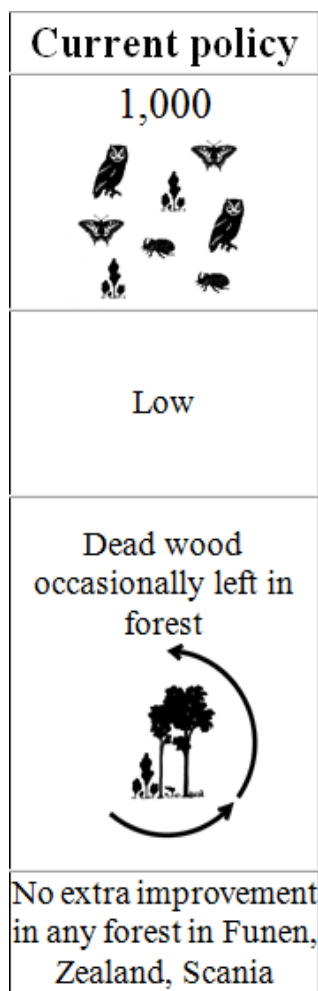 Current policy
1,000
Low
Dead wood
occasionally left in
forest
No extra improvement
in any forest in Funen,
Zealand, Scania